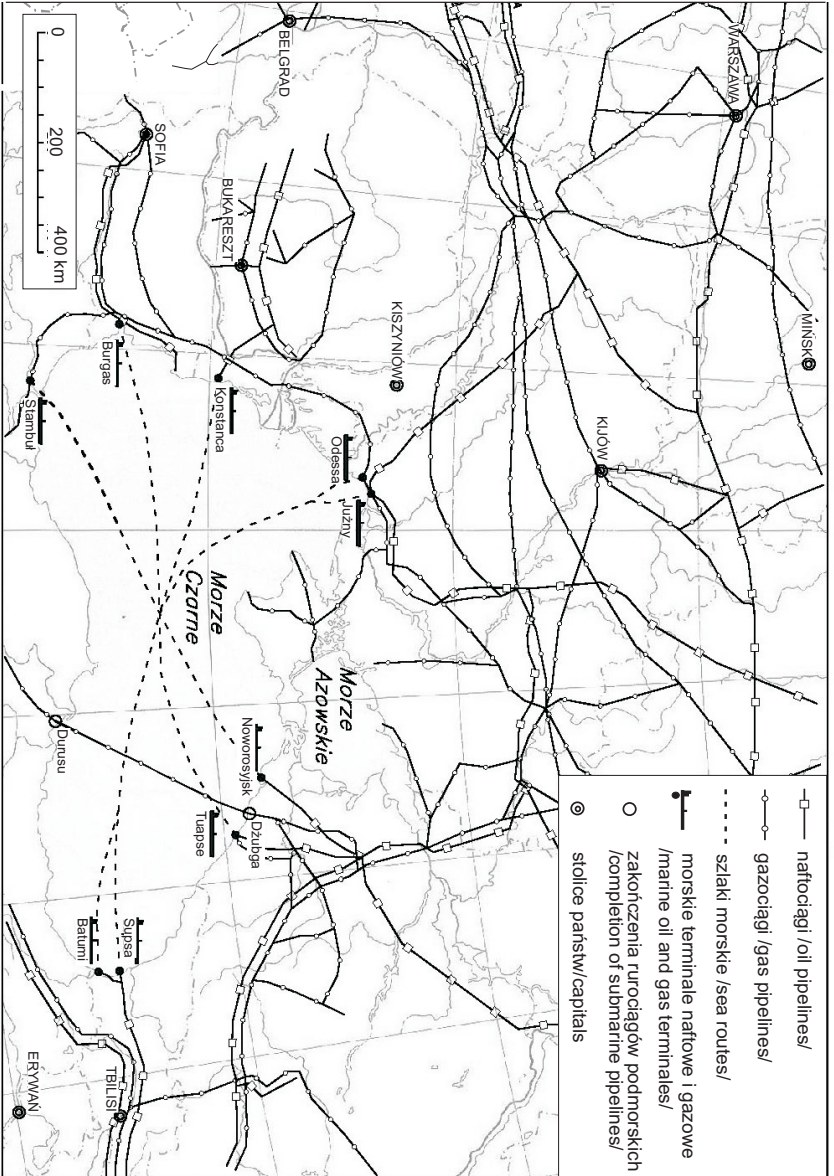 WARSZAWA
MIŃSK
BELGRAD
KIJÓW
KISZYNIÓW
SOFIA
BUKARESZT
Odessa
Jużny
Konstanca
Burgas
Stambuł
Morze
Czarne
Morze
Azowskie
Noworosyjsk
Dżubga
Tuapse
Durusu
Supsa
Batumi
TBILISI
ERYWAŃ
0
200
400 km
naftociągi /oil pipelines/
gazociągi /gas pipelines/
szlaki morskie /sea routes/
morskie terminale naftowe i gazowe
/marine oil and gas terminales/
zakończenia rurociągów podmorskich
/completion of submarine pipelines/
stolice państw/capitals